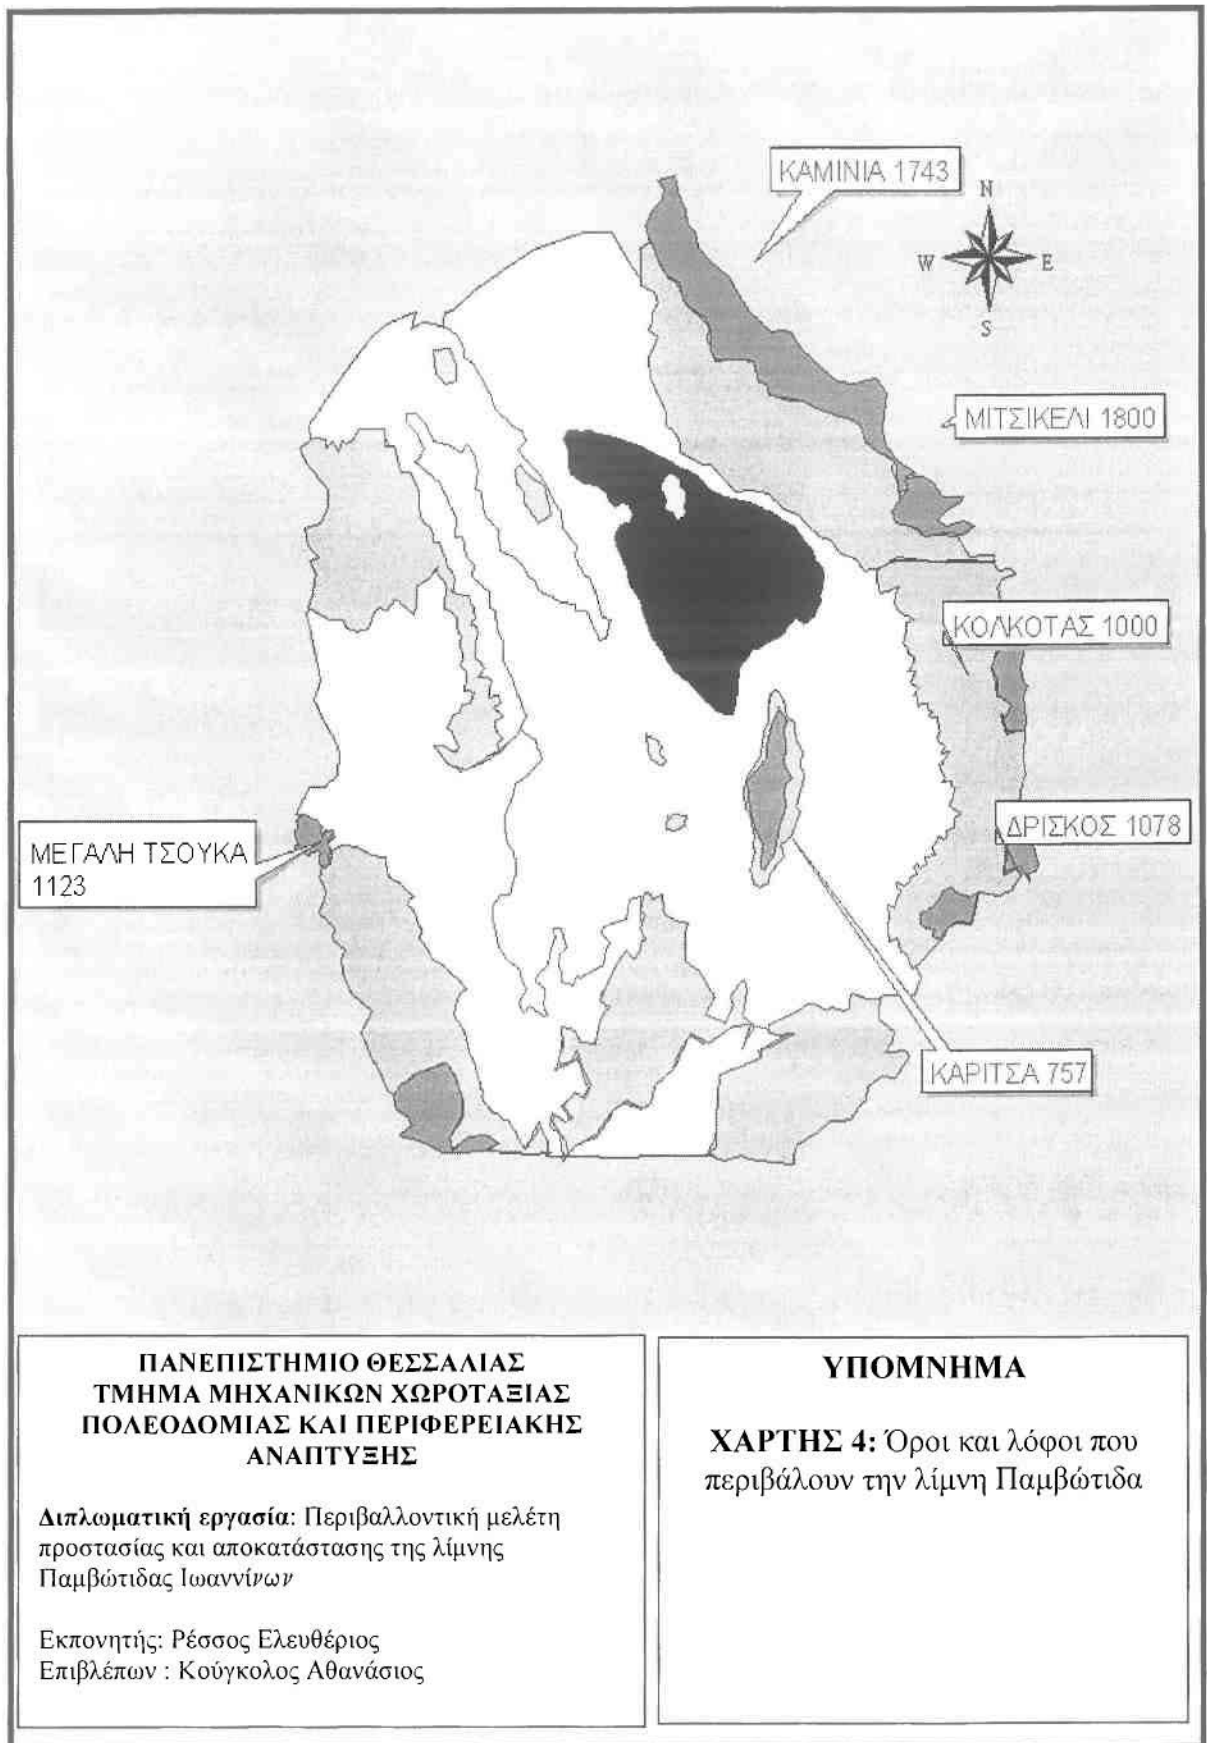 ΚΑΜΙΝΙΑ 1743
N
W
E
S
ΜΙΤΣΙΚΕΛΙ 1800
ΚΟΛΚΟΤΑΣ 1000
ΔΡΙΣΚΟΣ 1078
ΜΕΓΑΛΗ ΤΣΟΥΚΑ
1123
ΚΑΡΙΤΣΑ 757
ΠΑΝΕΠΙΣΤΗΜΙΟ ΘΕΣΣΑΛΙΑΣ
ΤΜΗΜΑ ΜΗΧΑΝΙΚΩΝ ΧΩΡΟΤΑΞΙΑΣ
ΠΟΛΕΟΔΟΜΙΑΣ ΚΑΙ ΠΕΡΙΦΕΡΕΙΑΚΗΣ
ΑΝΑΠΤΥΞΗΣ
Διπλωματική εργασία: Περιβαλλοντική μελέτη
προστασίας και αποκατάστασης της λίμνης
Παμβώτιδας Ιωαννίνων
Εκπονητής: Ρέσσος Ελευθέριος
Επιβλέπων : Κούγκολος Αθανάσιος
ΥΠΟΜΝΗΜΑ
ΧΑΡΤΗΣ 4: Όροι και λόφοι που
περιβάλουν την λίμνη Παμβώτιδα